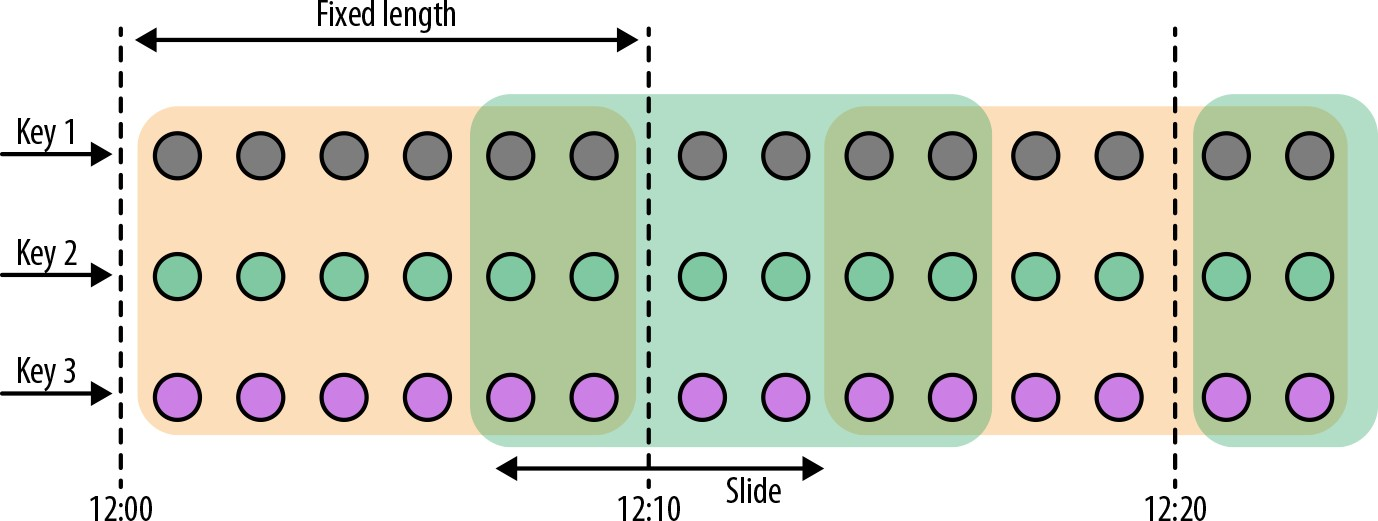 Fixed length
Key 1
Key 2
Key 3
Slide
12:00
12:10
12:20